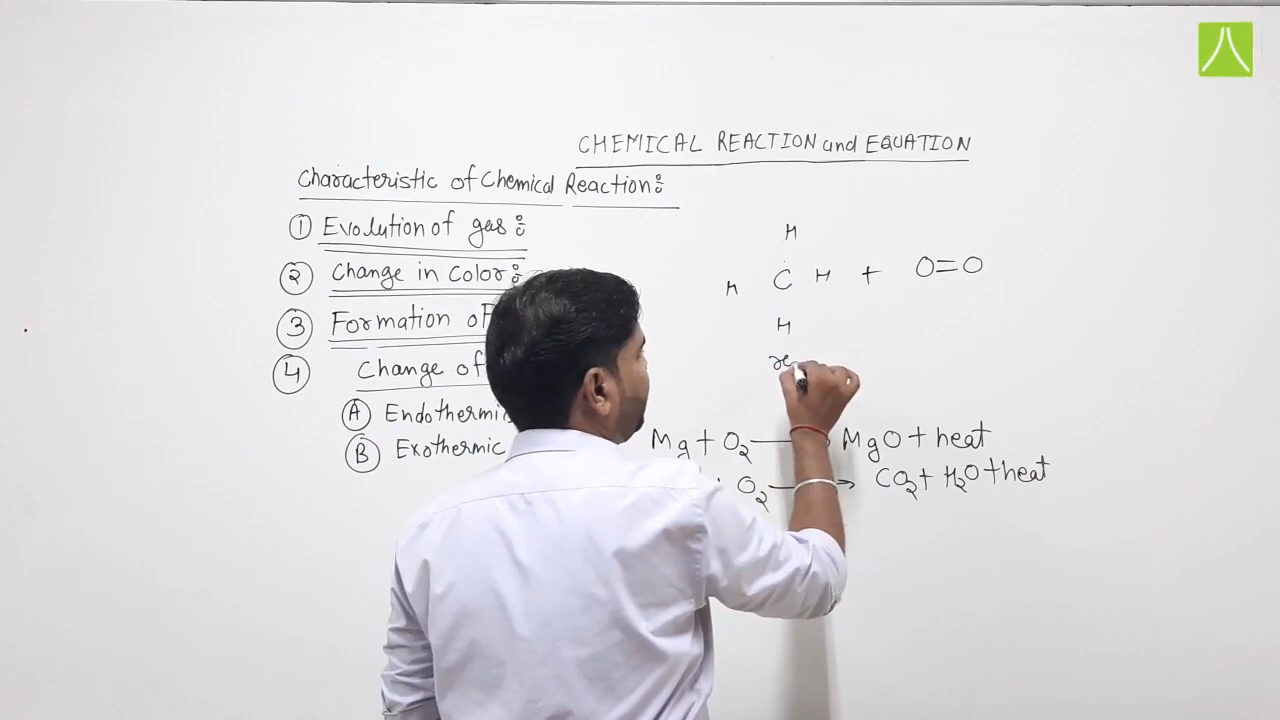 CHEMICAL REACTION and EQUATION
Characteristic of Chemical Reaction:
① Evolution of gas:
② Change in Color:
③ Formation of
④ Change of
Ⓐ Endothermic
Ⓑ Exothermic
H
H C H + O=O
H
Mg + O₂ → MgO + heat
O₂ → CO₂ + H₂O + heat